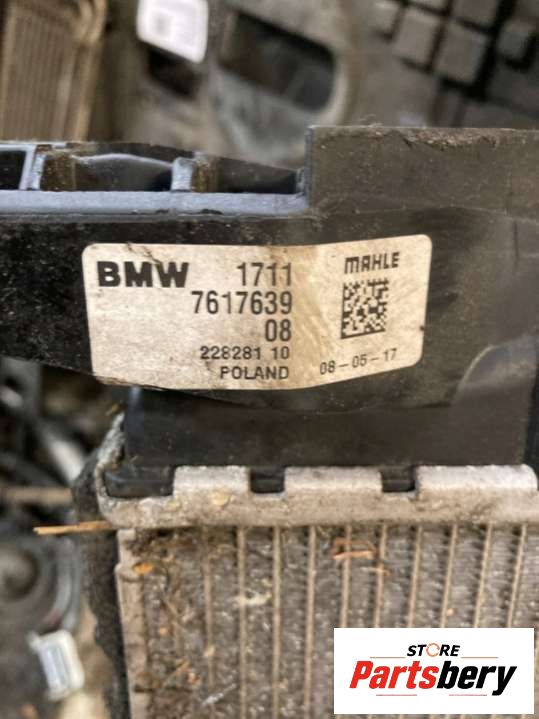 BMW 1711 MAHLE
7617639
08
228281 10 08-05-17
POLAND
STORE
Partsbery